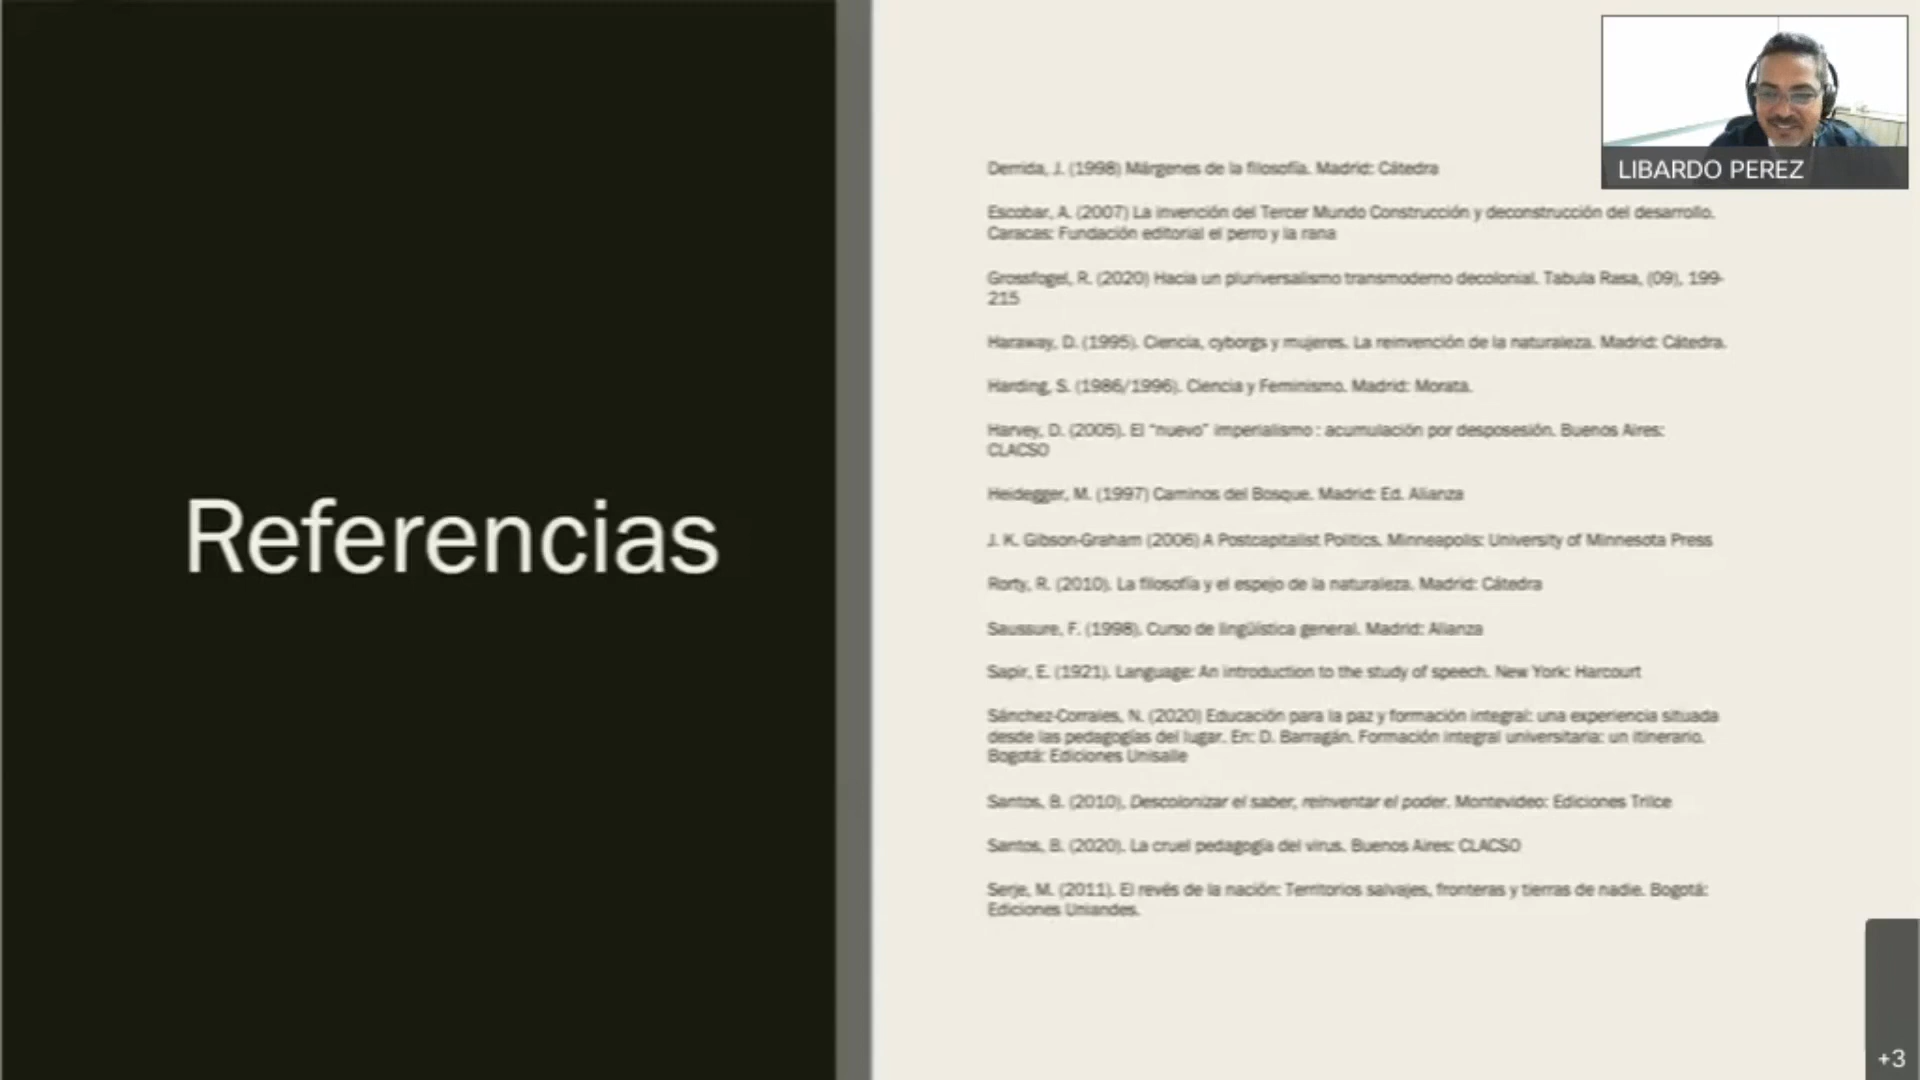 Referencias
Derrida, J. (1998) Márgenes de la filosofía. Madrid: Cátedra
Escobar, A. (2007) La invención del Tercer Mundo Construcción y deconstrucción del desarrollo.
Caracas: Fundación editorial el perro y la rana
Grossfogel, R. (2020) Hacia un pluriversalismo transmoderno decolonial. Tabula Rasa, (09), 199-
215
Haraway, D. (1995). Ciencia, cyborgs y mujeres. La reinvención de la naturaleza. Madrid: Cátedra.
Harding, S. (1986/1996). Ciencia y Feminismo. Madrid: Morata.
Harvey, D. (2005). El "nuevo" imperialismo : acumulación por desposesión. Buenos Aires:
CLACSO
Heidegger, M. (1997) Caminos del Bosque. Madrid: Ed. Alianza
J. K. Gibson-Graham (2006) A Postcapitalist Politics. Minneapolis: University of Minnesota Press
Rorty, R. (2010). La filosofía y el espejo de la naturaleza. Madrid: Cátedra
Saussure, F. (1998). Curso de lingüística general. Madrid: Alianza
Sapir, E. (1921). Language: An introduction to the study of speech. New York: Harcourt
Sánchez-Corrales, N. (2020) Educación para la paz y formación integral: una experiencia situada
desde las pedagogías del lugar. En: D. Barragán. Formación integral universitaria: un itinerario.
Bogotá: Ediciones Unisalle
Santos, B. (2010). Descolonizar el saber, reinventar el poder. Montevideo: Ediciones Trilce
Santos, B. (2020). La cruel pedagogía del virus. Buenos Aires: CLACSO
Serje, M. (2011). El revés de la nación: Territorios salvajes, fronteras y tierras de nadie. Bogotá:
Ediciones Uniandes.
LIBARDO PEREZ
+3